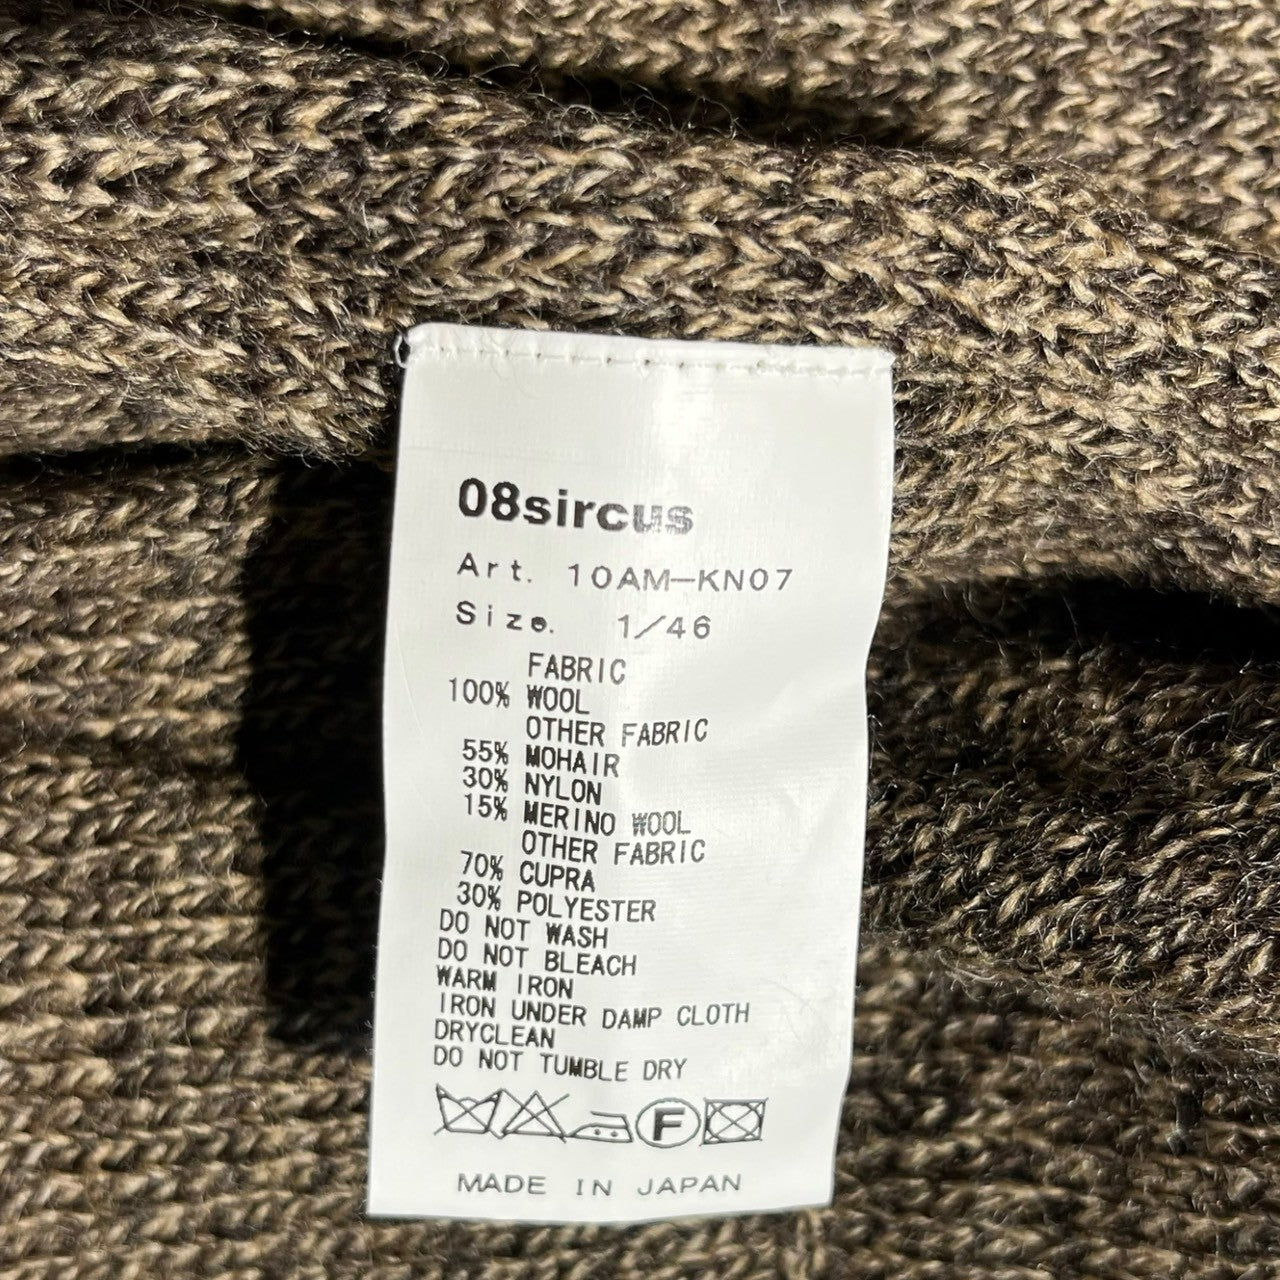 08sircus
Art. 10AM-KN07
Size. 1/46
FABRIC
100% WOOL
OTHER FABRIC
55% MOHAIR
30% NYLON
15% MERINO WOOL
OTHER FABRIC
70% CUPRA
30% POLYESTER
DO NOT WASH
DO NOT BLEACH
WARM IRON
IRON UNDER DAMP CLOTH
DRYCLEAN
DO NOT TUMBLE DRY
F
MADE IN JAPAN